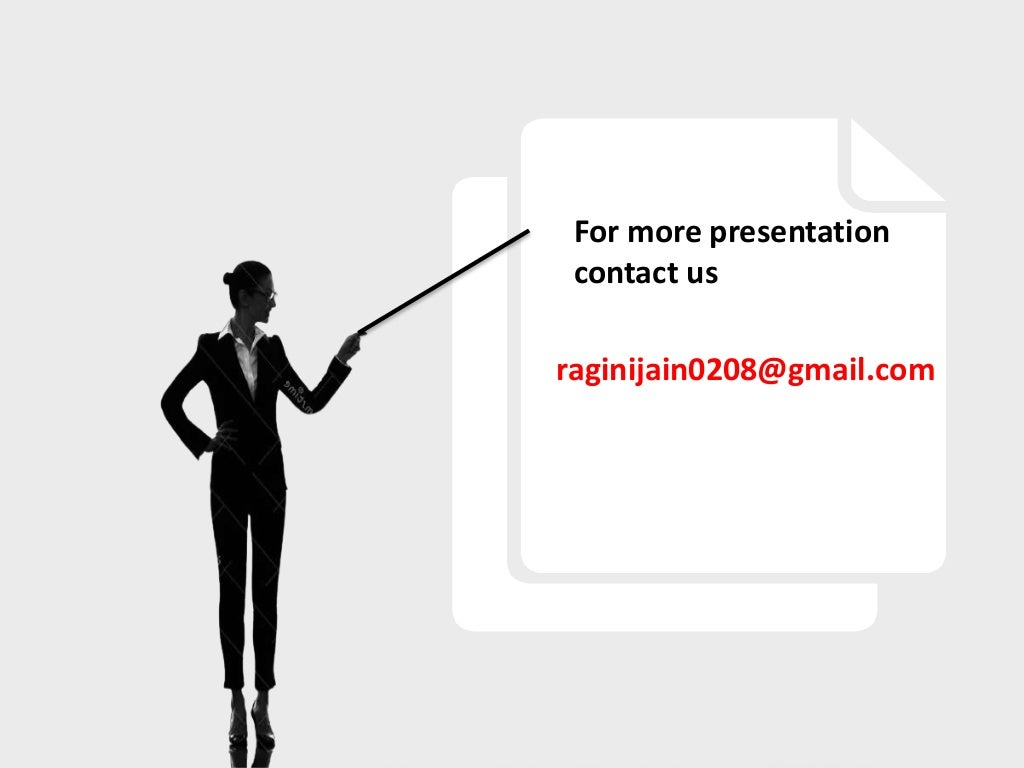 For more presentation
contact us
raginijain0208@gmail.com